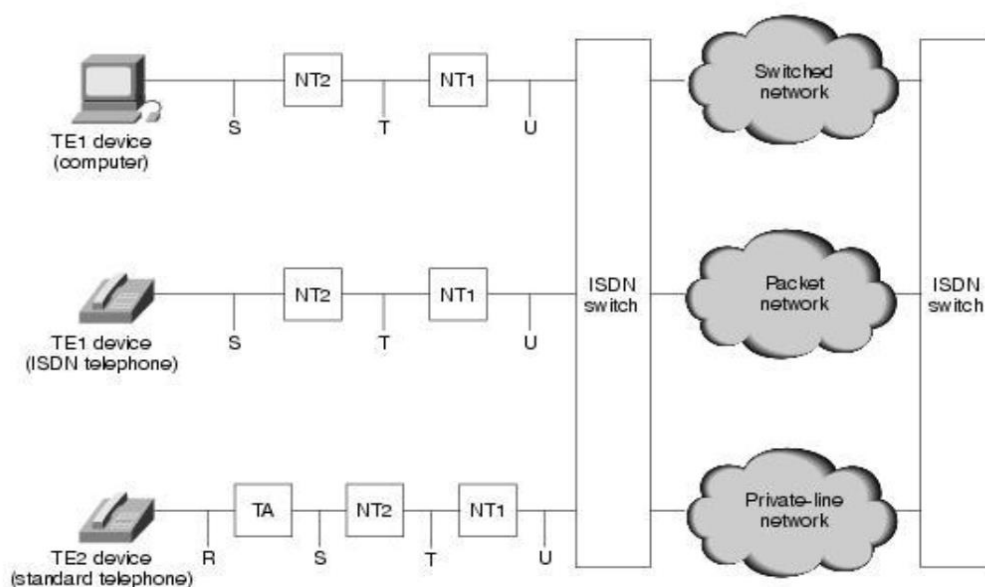 NT2
NT1
Switched
network
S
T
U
TE1 device
(computer)
NT2
NT1
ISDN
switch
Packet
network
ISDN
switch
S
T
U
TE1 device
(ISDN telephone)
TA
NT2
NT1
Private-line
network
R
S
T
U
TE2 device
(standard telephone)